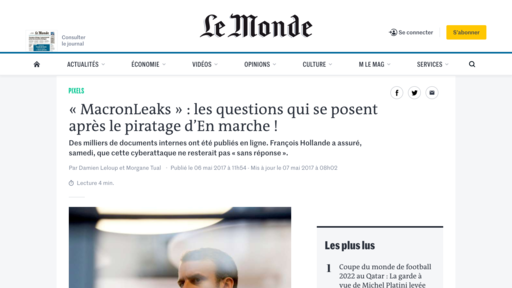 Le Monde
Consulter
le journal
Se connecter
S'abonner
ACTUALITÉS
ÉCONOMIE
VIDÉOS
OPINIONS
CULTURE
M LE MAG
SERVICES
PIXELS
« MacronLeaks » : les questions qui se posent
après le piratage d'En marche !
Des milliers de documents internes ont été publiés en ligne. François Hollande a assuré,
samedi, que cette cyberattaque ne resterait pas « sans réponse ».
Par Damien Leloup et Morgane Tual
Publié le 06 mai 2017 à 11h54 - Mis à jour le 07 mai 2017 à 08h02
Lecture 4 min.
Les plus lus
1 Coupe du monde de football
2022 au Qatar : La garde à
vue de Michel Platini levée